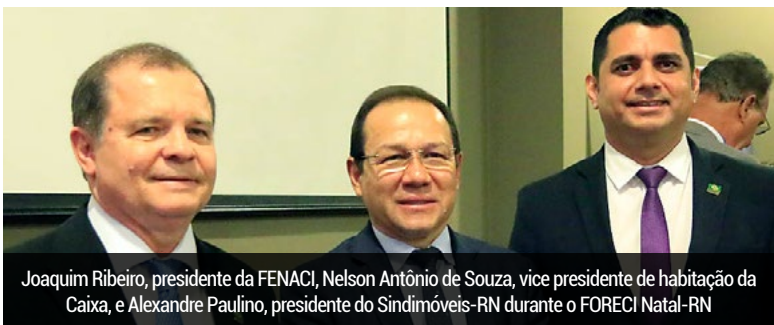 Joaquim Ribeiro, presidente da FENACI, Nelson Antônio de Souza, vice presidente de habitação da
Caixa, e Alexandre Paulino, presidente do Sindimóveis-RN durante o FORECI Natal-RN